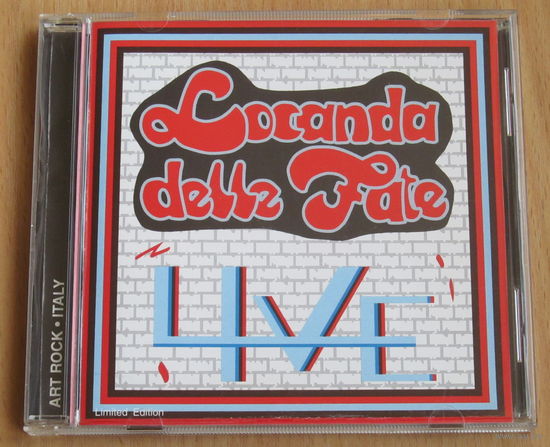 Locanda
delle Fate
LIVE
Limited Edition
ART ROCK • ITALY